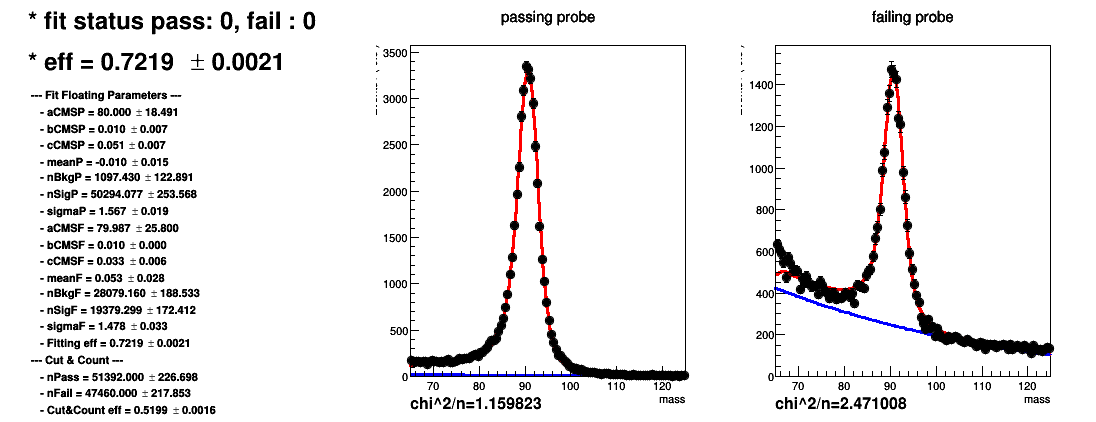 * fit status pass: 0, fail : 0
* eff = 0.7219 ± 0.0021
--- Fit Floating Parameters ---
- aCMSP = 80.000 ± 18.491
- bCMSP = 0.010 ± 0.007
- cCMSP = 0.051 ± 0.007
- meanP = -0.010 ± 0.015
- nBkgP = 1097.430 ± 122.891
- nSigP = 50294.077 ± 253.568
- sigmaP = 1.567 ± 0.019
- aCMSF = 79.987 ± 25.800
- bCMSF = 0.010 ± 0.000
- cCMSF = 0.033 ± 0.006
- meanF = 0.053 ± 0.028
- nBkgF = 28079.160 ± 188.533
- nSigF = 19379.299 ± 172.412
- sigmaF = 1.478 ± 0.033
- Fitting eff = 0.7219 ± 0.0021
--- Cut & Count ---
- nPass = 51392.000 ± 226.698
- nFail = 47460.000 ± 217.853
- Cut&Count eff = 0.5199 ± 0.0016
passing probe
3500
3000
2500
2000
1500
1000
500
0
70 80 90 100 110 120
mass
chi^2/n=1.159823
failing probe
1400
1200
1000
800
600
400
200
0
70 80 90 100 110 120
mass
chi^2/n=2.471008